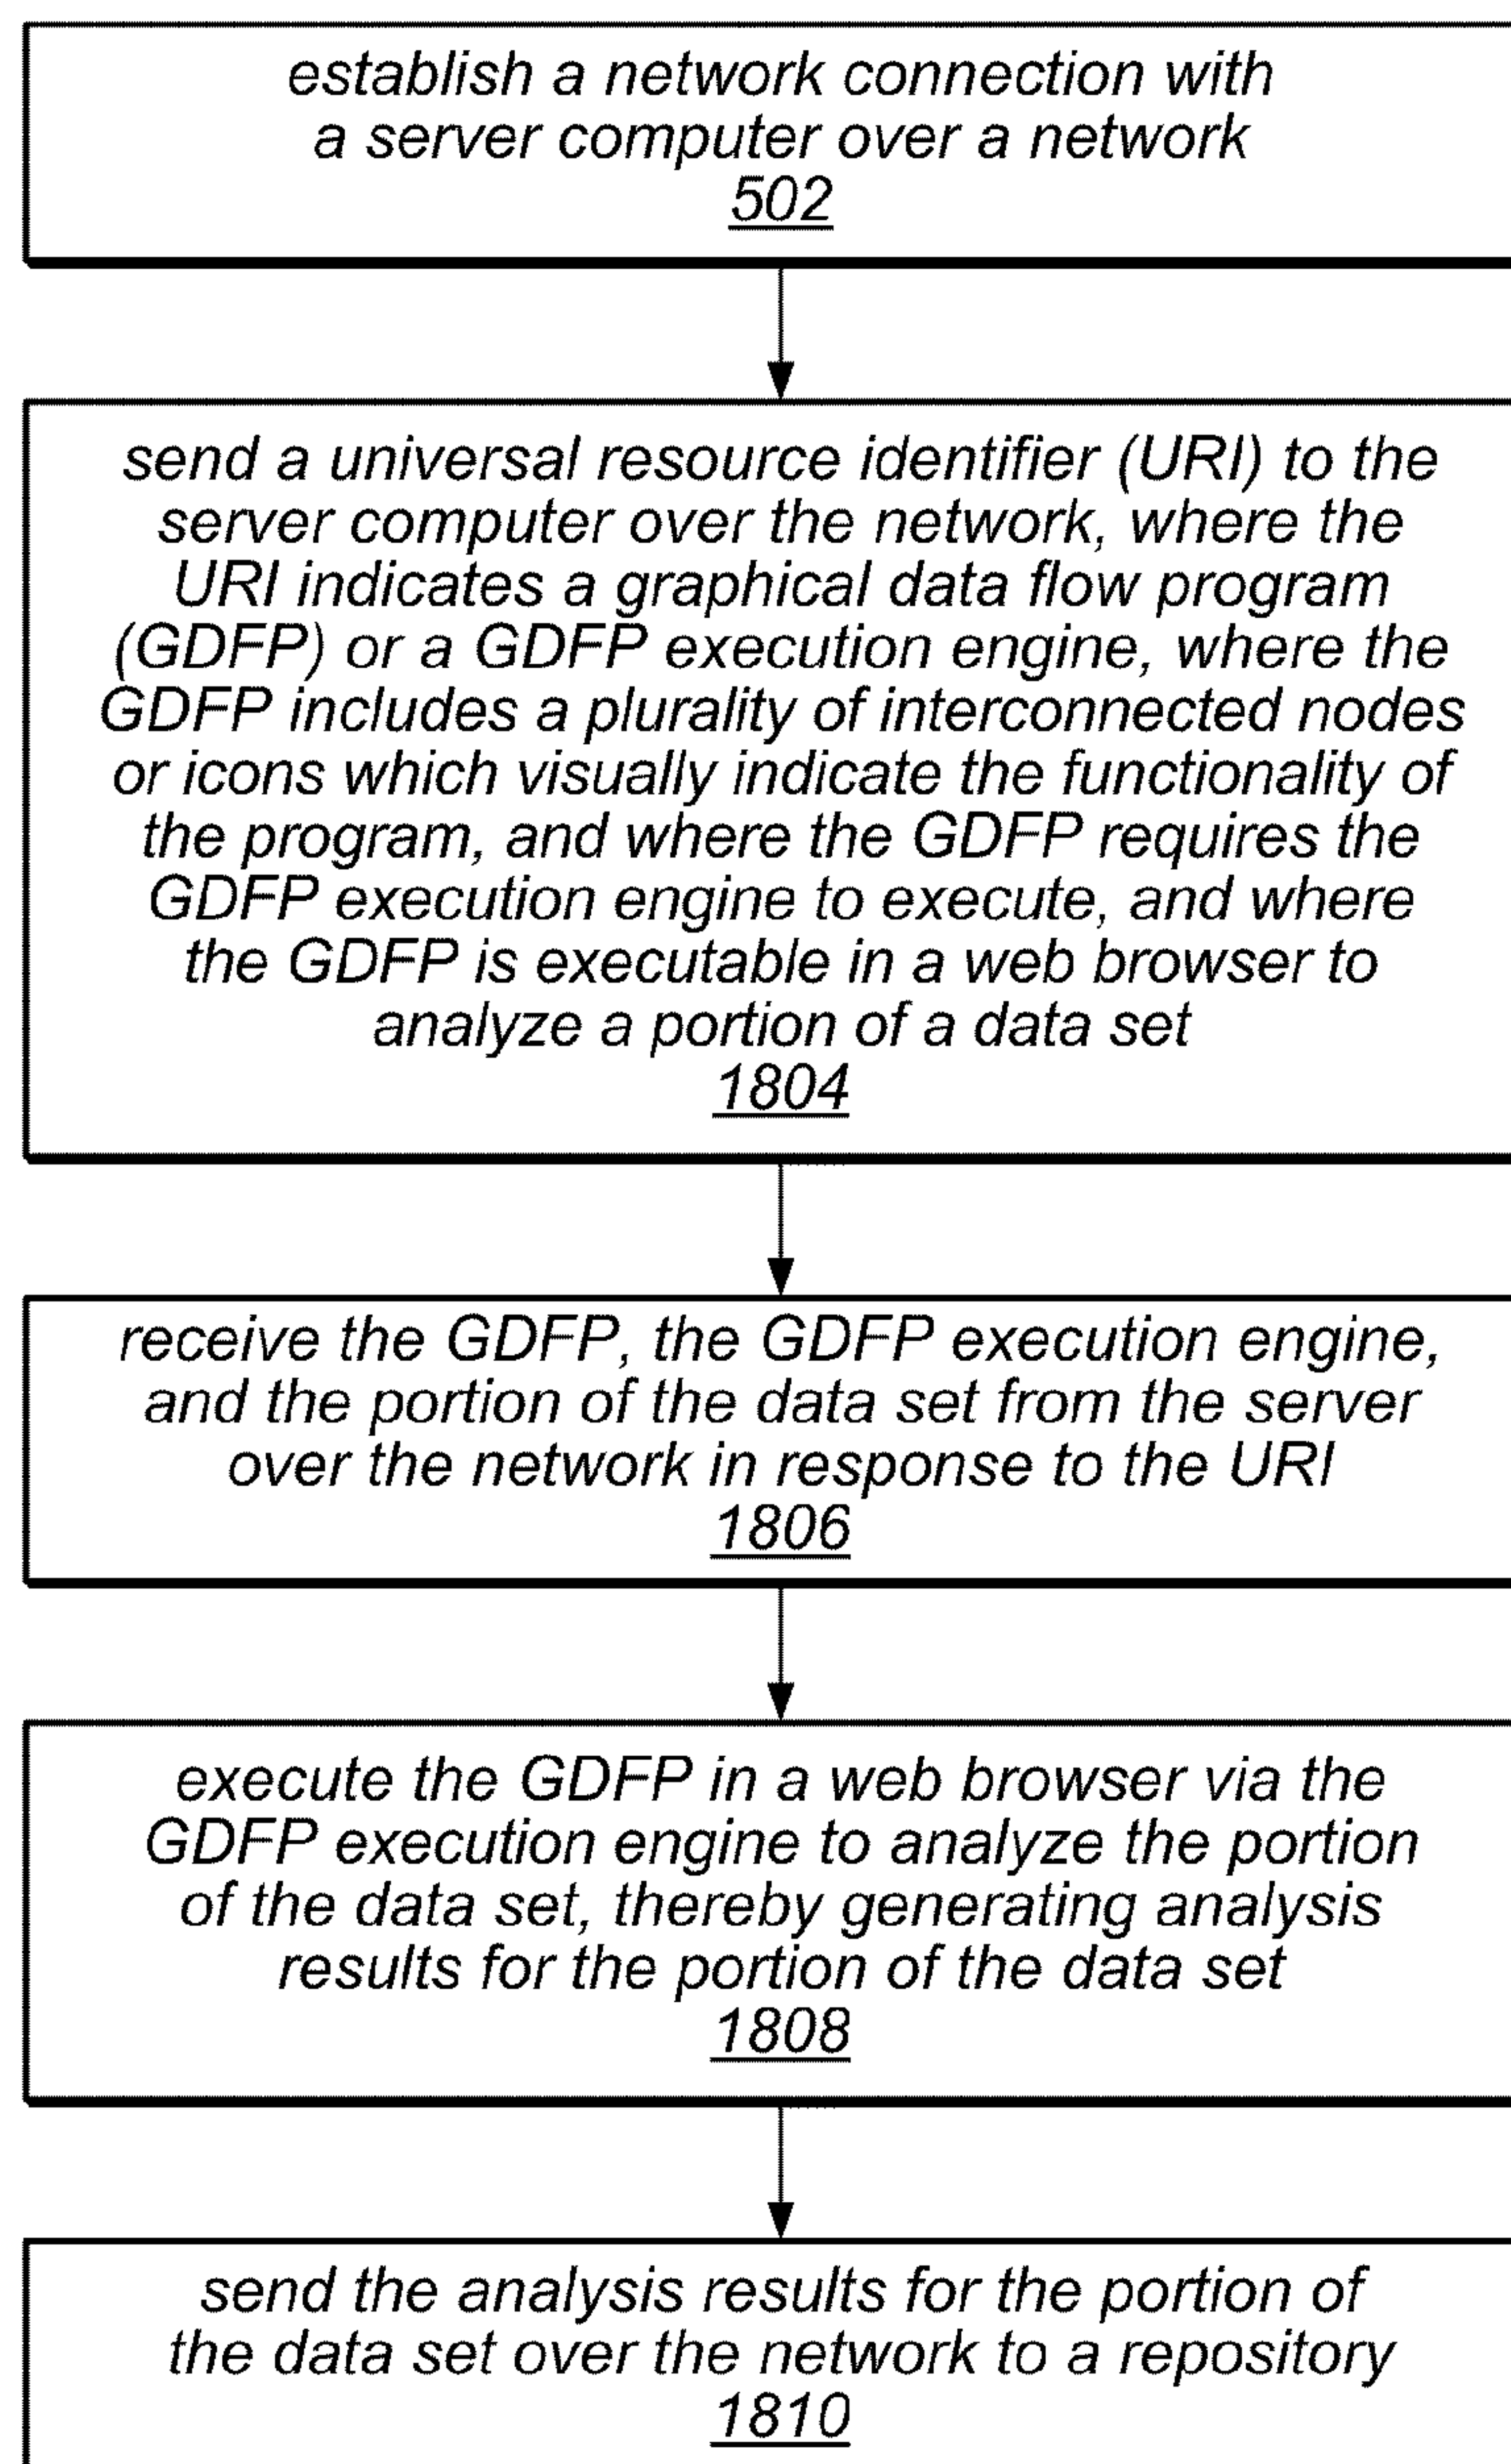 establish a network connection with
a server computer over a network
502
send a universal resource identifier (URI) to the
server computer over the network, where the
URI indicates a graphical data flow program
(GDFP) or a GDFP execution engine, where the
GDFP includes a plurality of interconnected nodes
or icons which visually indicate the functionality of
the program, and where the GDFP requires the
GDFP execution engine to execute, and where
the GDFP is executable in a web browser to
analyze a portion of a data set
1804
receive the GDFP, the GDFP execution engine,
and the portion of the data set from the server
over the network in response to the URI
1806
execute the GDFP in a web browser via the
GDFP execution engine to analyze the portion
of the data set, thereby generating analysis
results for the portion of the data set
1808
send the analysis results for the portion of
the data set over the network to a repository
1810